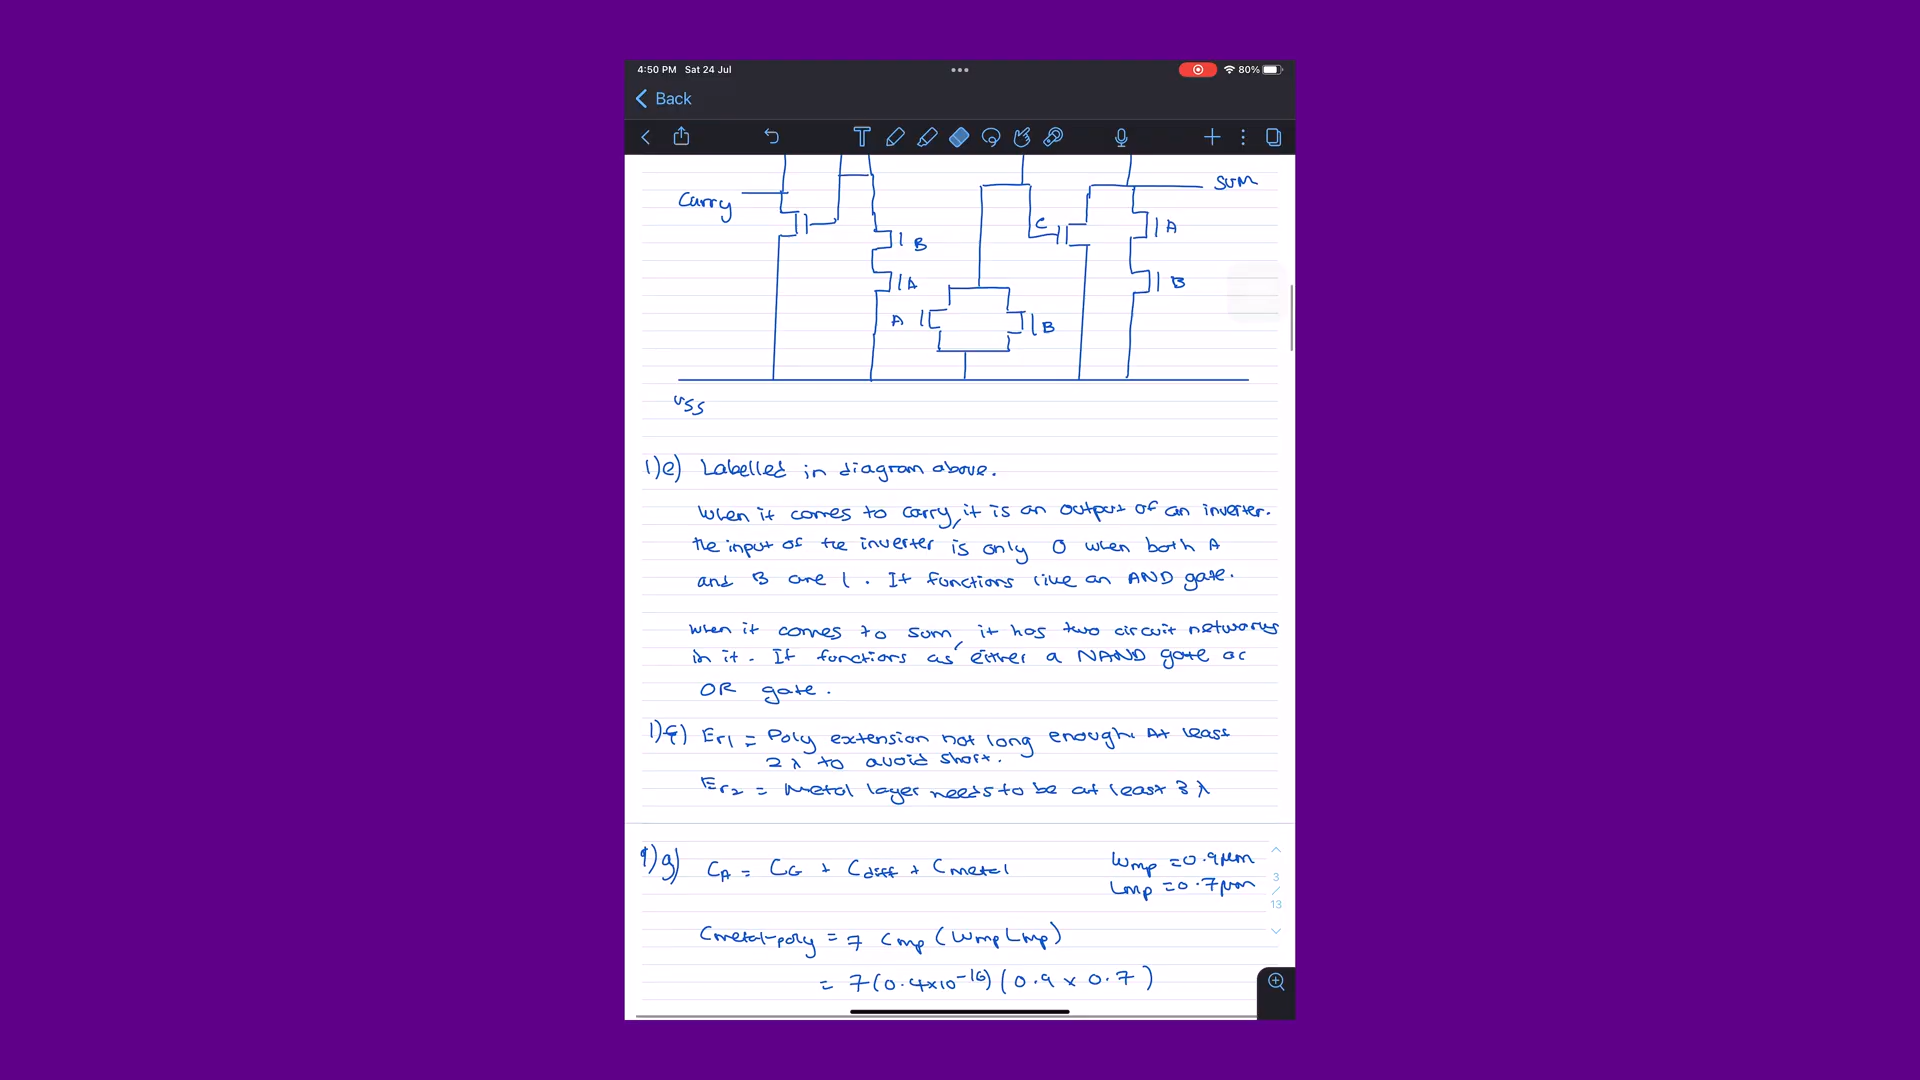 4:50 PM Sat 24 Jul
80%
Back
Carry
SUM
C
A
B
B
A
A
B
VSS
1)e) Labelled in diagram above.
When it comes to carry, it is an output of an inverter.
The input of the inverter is only 0 when both A
and B are 1. It functions like an AND gate.
When it comes to sum, it has two circuit networks
in it. It functions as either a NAND gate or
OR gate.
1)f) Er1 = Poly extension not long enough. At least
2 λ to avoid short.
Er2 = Metal layer needs to be at least 3 λ
1)g) CA = CG + Cdiff + Cmetal
Wmp = 0.9μm
Lmp = 0.7μm
3
/
13
Cmetal-poly = 7 Cmp (Wmp Lmp)
= 7(0.4x10^-16)(0.9 x 0.7)